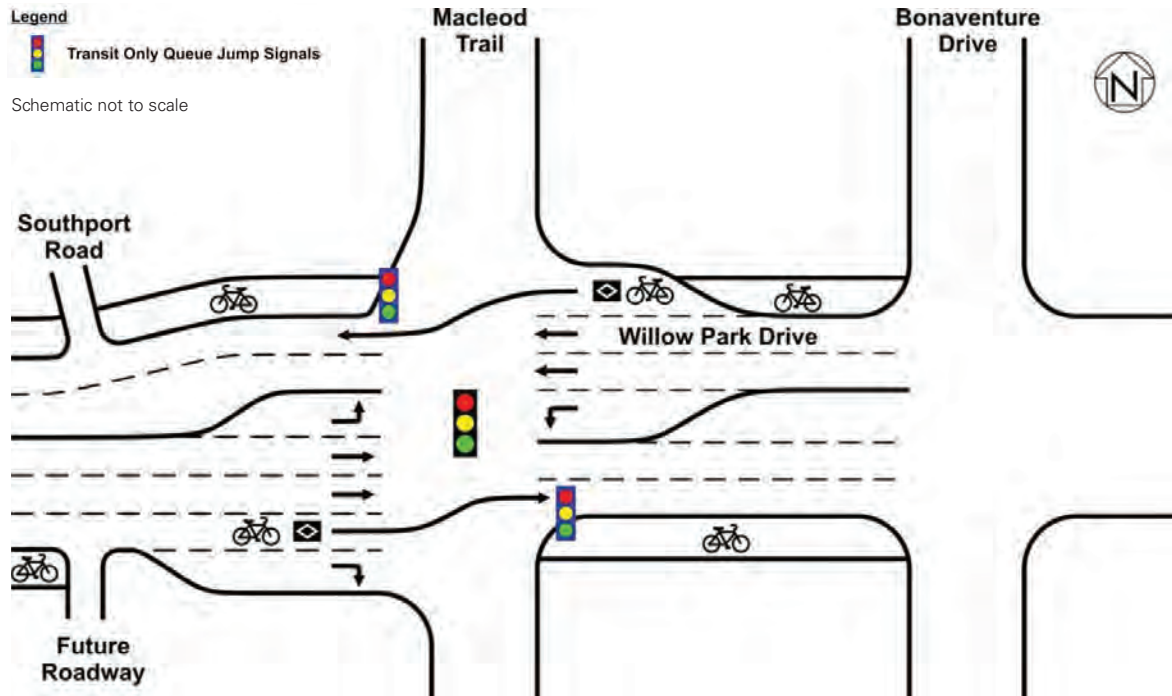 Legend
Transit Only Queue Jump Signals
Schematic not to scale
Macleod
Trail
Bonaventure
Drive
N
Southport
Road
Willow Park Drive
Future
Roadway